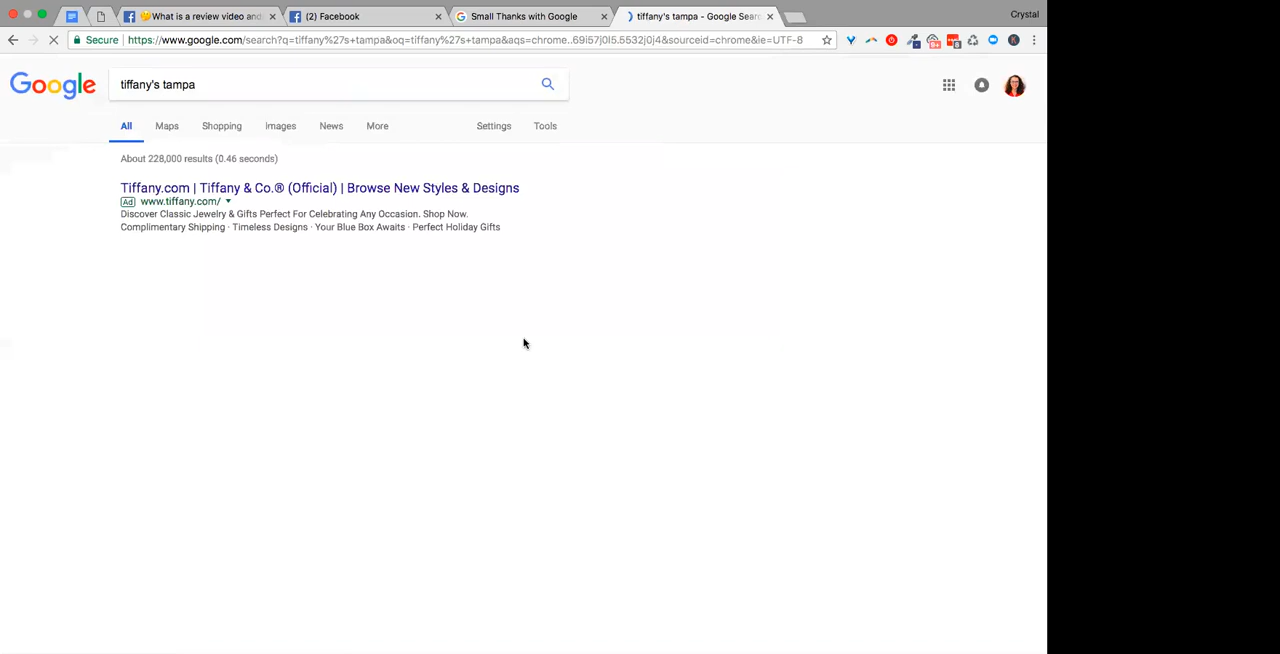 🤔What is a review video and
(2) Facebook
Small Thanks with Google
tiffany's tampa - Google Sear
Crystal
Secure
https://www.google.com/search?q=tiffany%27s+tampa&oq=tiffany%27s+tampa&aqs=chrome..69i57j0l5.5532j0j4&sourceid=chrome&ie=UTF-8
9+
6
K
Google
tiffany's tampa
All
Maps
Shopping
Images
News
More
Settings
Tools
About 228,000 results (0.46 seconds)
Tiffany.com | Tiffany & Co.® (Official) | Browse New Styles & Designs
Ad www.tiffany.com/
Discover Classic Jewelry & Gifts Perfect For Celebrating Any Occasion. Shop Now.
Complimentary Shipping · Timeless Designs · Your Blue Box Awaits · Perfect Holiday Gifts